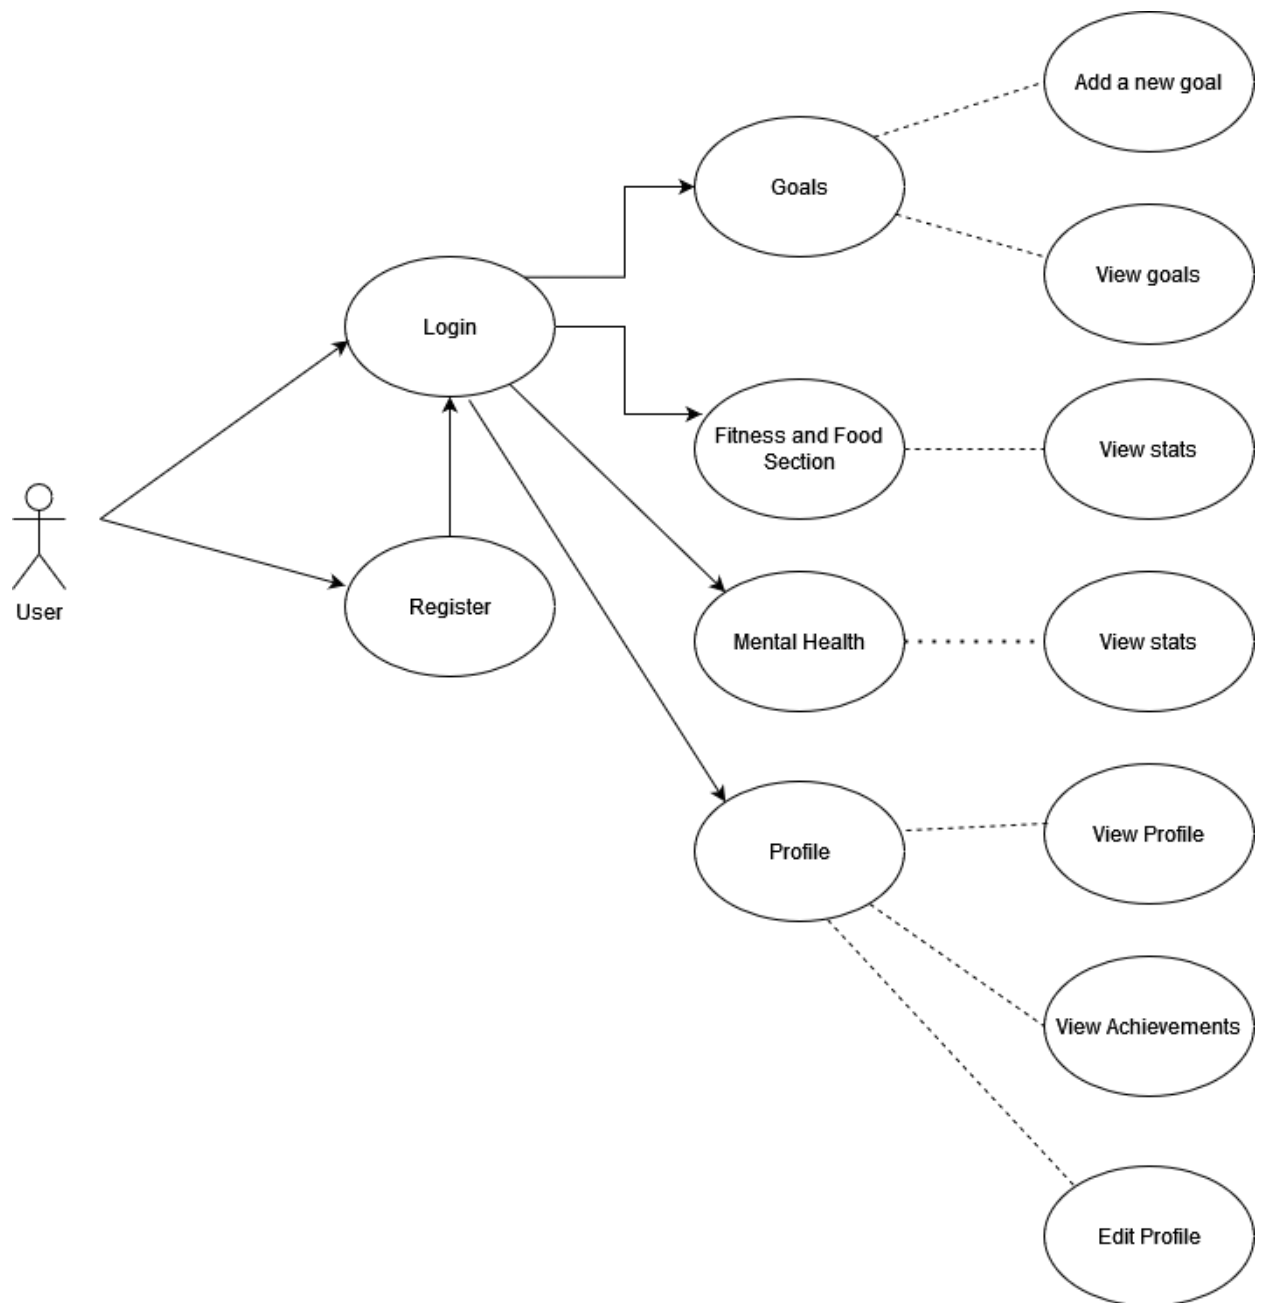 Add a new goal
Goals
View goals
Login
Fitness and Food
Section
View stats
User
Register
Mental Health
View stats
Profile
View Profile
View Achievements
Edit Profile